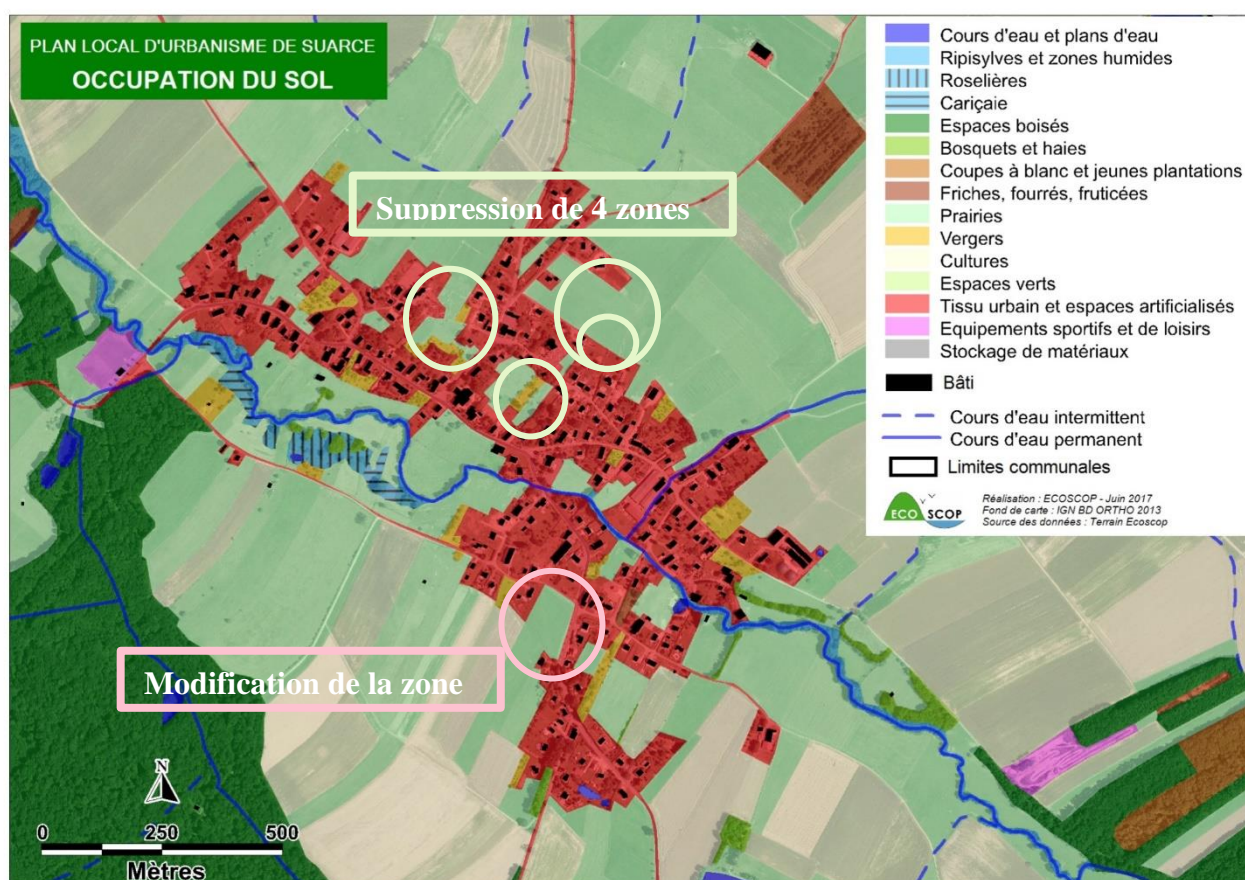 PLAN LOCAL D'URBANISME DE SUARCE
OCCUPATION DU SOL
Suppression de 4 zones
Modification de la zone
N
0 250 500
Mètres
Cours d'eau et plans d'eau
Ripisylves et zones humides
Roselières
Cariçaie
Espaces boisés
Bosquets et haies
Coupes à blanc et jeunes plantations
Friches, fourrés, fruticées
Prairies
Vergers
Cultures
Espaces verts
Tissu urbain et espaces artificialisés
Equipements sportifs et de loisirs
Stockage de matériaux
Bâti
Cours d'eau intermittent
Cours d'eau permanent
Limites communales
ECO SCOP
Réalisation : ECOSCOP - Juin 2017
Fond de carte : IGN BD ORTHO 2013
Source des données : Terrain Ecoscop